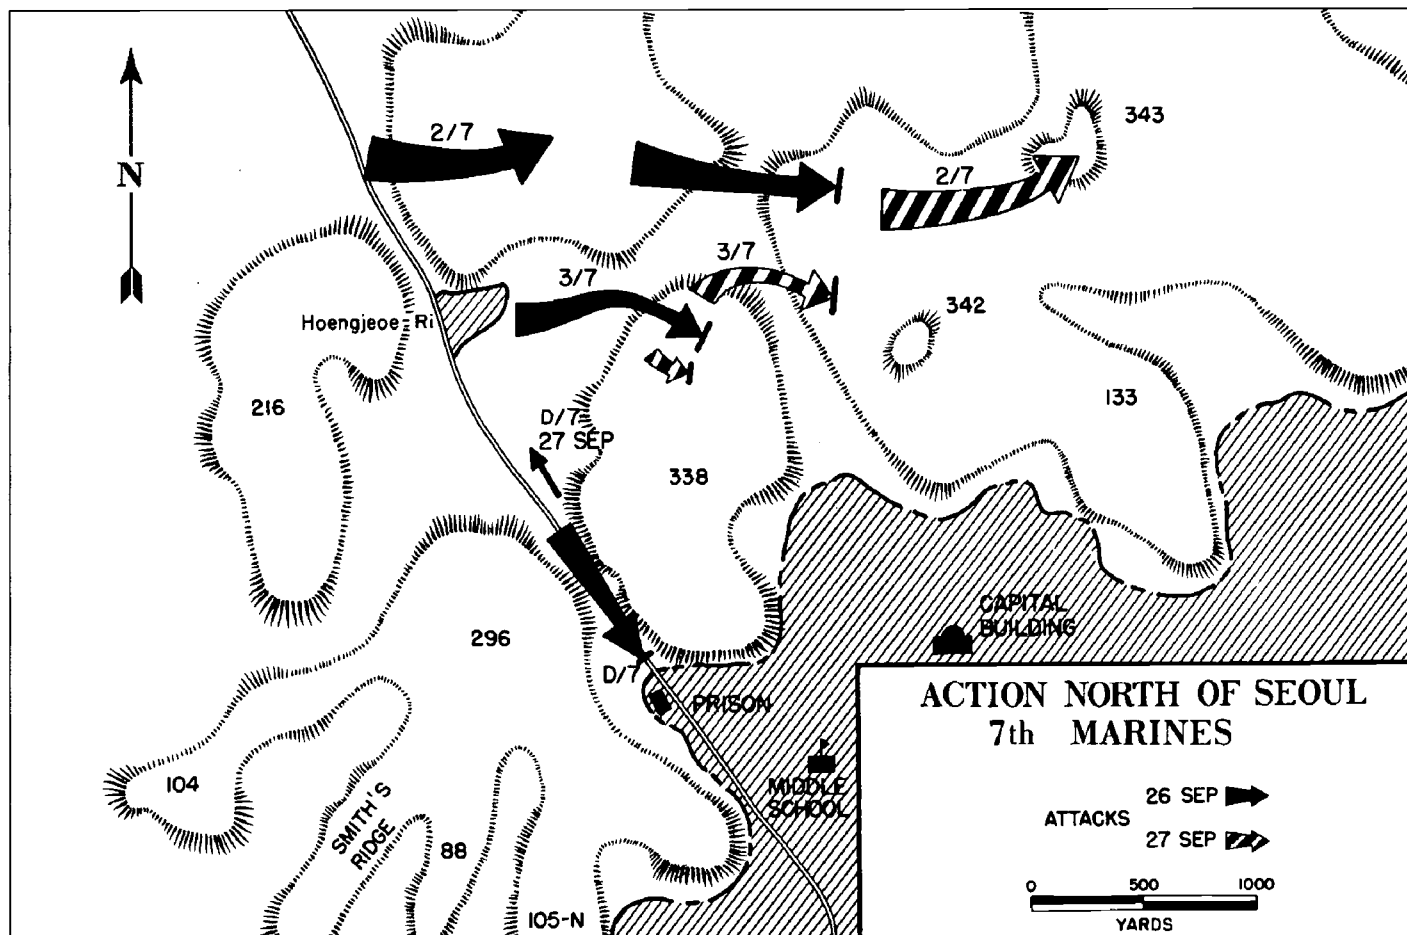 343
2/7
N
2/7
3/7
3/7
342
Hoengjeoe-Ri
216
133
D/7
27 SEP
338
296
CAPITAL
BUILDING
D/7
PRISON
104
MIDDLE
SCHOOL
SMITH'S
RIDGE
88
105-N
ACTION NORTH OF SEOUL
7th MARINES
ATTACKS
26 SEP
27 SEP
0 500 1000
YARDS